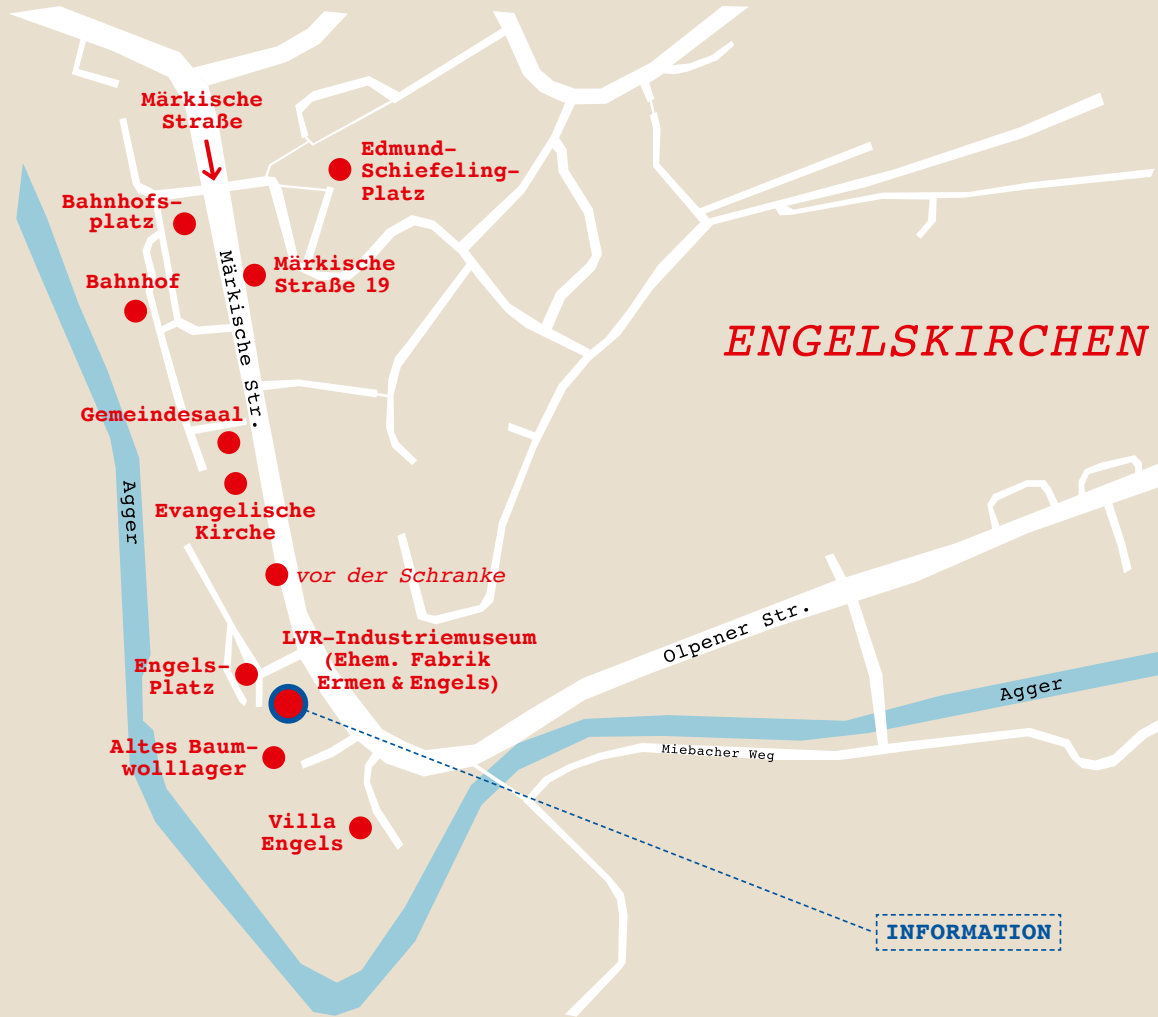 Märkische
Straße
Edmund-
Schiefeling-
Platz
Bahnhofs-
platz
Märkische Str.
Märkische
Straße 19
Bahnhof
ENGELSKIRCHEN
Gemeindesaal
Agger
Evangelische
Kirche
vor der Schranke
Olpener Str.
LVR-Industriemuseum
(Ehem. Fabrik
Ermen & Engels)
Engels-
Platz
Agger
Altes Baum-
wolllager
Miebacher Weg
Villa
Engels
INFORMATION